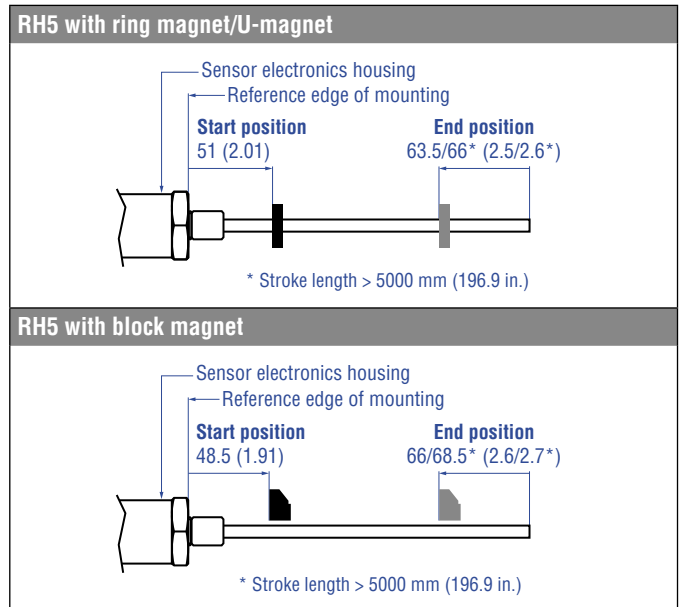 RH5 with ring magnet/U-magnet
Sensor electronics housing
Reference edge of mounting
Start position
End position
51 (2.01)
63.5/66* (2.5/2.6*)
* Stroke length > 5000 mm (196.9 in.)
RH5 with block magnet
Sensor electronics housing
Reference edge of mounting
Start position
End position
48.5 (1.91)
66/68.5* (2.6/2.7*)
* Stroke length > 5000 mm (196.9 in.)